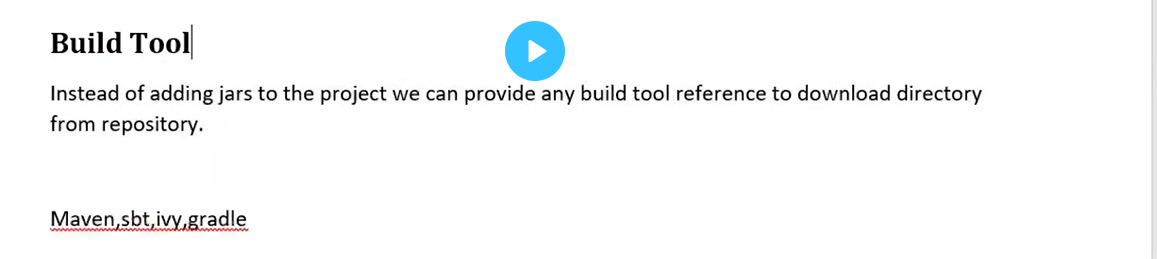 Build Tool
Instead of adding jars to the project we can provide any build tool reference to download directory
from repository.
Maven,sbt,ivy,gradle